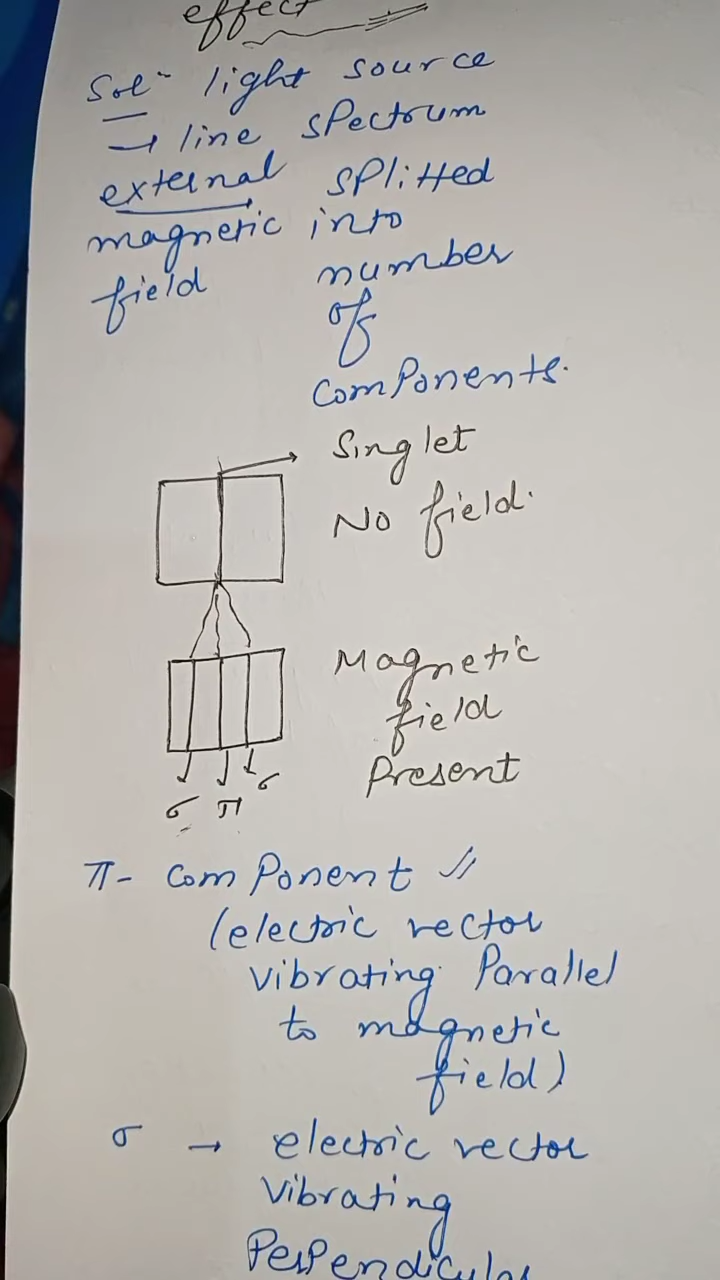 effect
Sol- light source
→ line spectrum
external splitted
magnetic into
field number
of
components.
Singlet
No field.
Magnetic
field
Present
σ π σ
π- component //
(electric vector
vibrating Parallel
to magnetic
field)
σ → electric vector
vibrating
Perpendicular